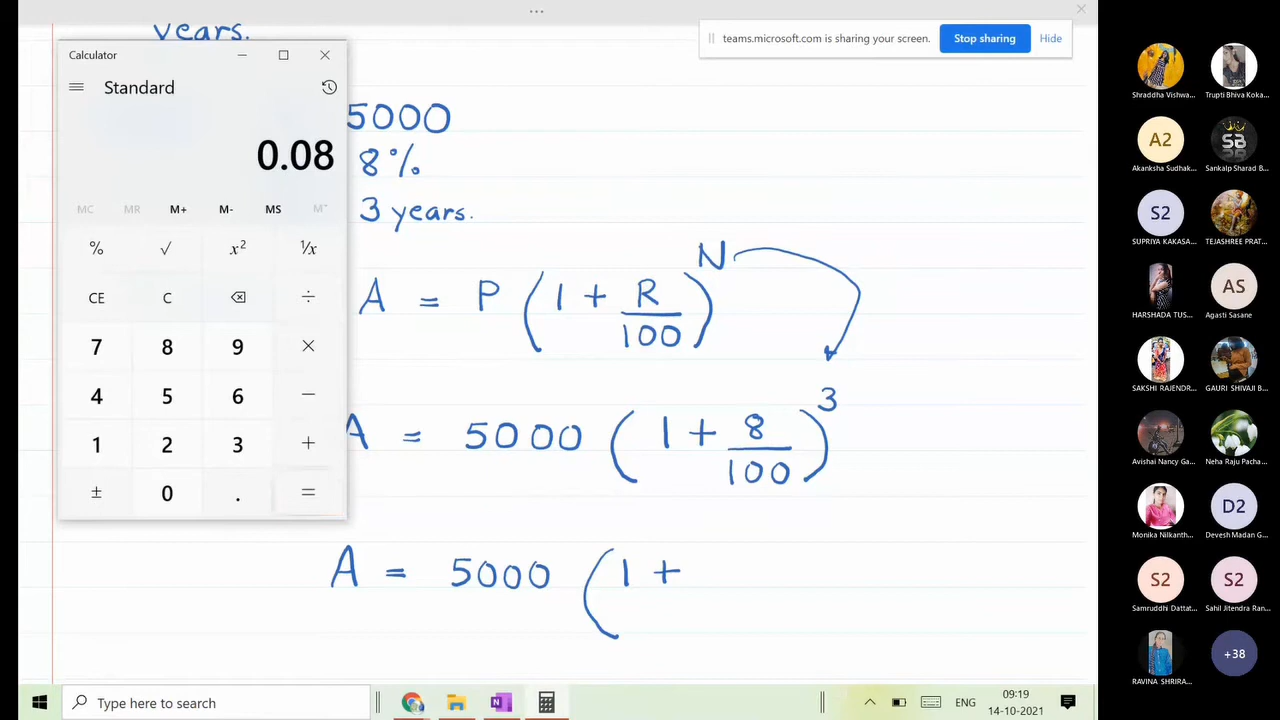 years.
teams.microsoft.com is sharing your screen. Stop sharing Hide
Calculator
Standard
0.08
MC MR M+ M- MS M˅
% √ x² ¹/x
CE C ÷
7 8 9 ×
4 5 6 −
1 2 3 +
± 0 . =
5000
8%
3 years.
A = P ( 1 + R/100 )^N
A = 5000 ( 1 + 8/100 )^3
A = 5000 ( 1 +
Shraddha Vishwa... Trupti Bhiva Koka...
A2 SB
Akanksha Sudhak... Sankalp Sharad B...
S2
SUPRIYA KAKASA... TEJASHREE PRAT...
AS
HARSHADA TUS... Agasti Sasane
SAKSHI RAJENDR... GAURI SHIVAJI B...
Avishai Nancy Ga... Neha Raju Pacha...
D2
Monika Nilkanth... Devesh Madan G...
S2 S2
Samruddhi Dattat... Sahil Jitendra Ran...
+38
RAVINA SHRIRA...
Type here to search
ENG
09:19
14-10-2021